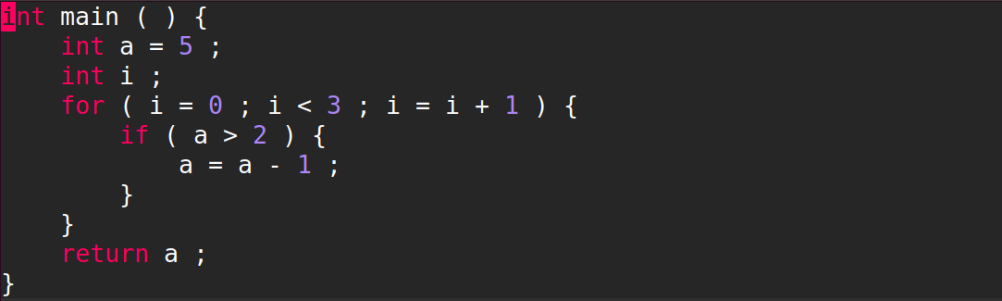 int main ( ) {
    int a = 5 ;
    int i ;
    for ( i = 0 ; i < 3 ; i = i + 1 ) {
        if ( a > 2 ) {
            a = a - 1 ;
        }
    }
    return a ;
}